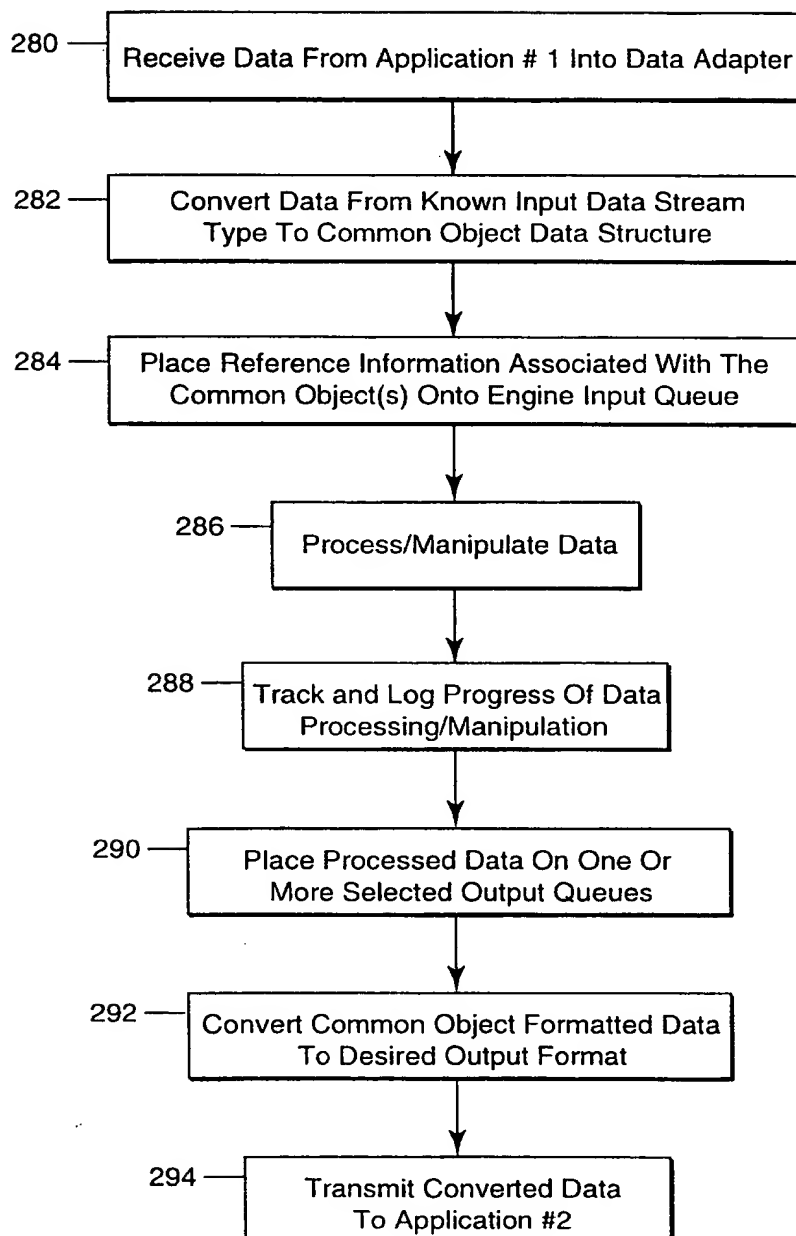 280
Receive Data From Application # 1 Into Data Adapter
282
Convert Data From Known Input Data Stream
Type To Common Object Data Structure
284
Place Reference Information Associated With The
Common Object(s) Onto Engine Input Queue
286
Process/Manipulate Data
288
Track and Log Progress Of Data
Processing/Manipulation
290
Place Processed Data On One Or
More Selected Output Queues
292
Convert Common Object Formatted Data
To Desired Output Format
294
Transmit Converted Data
To Application #2